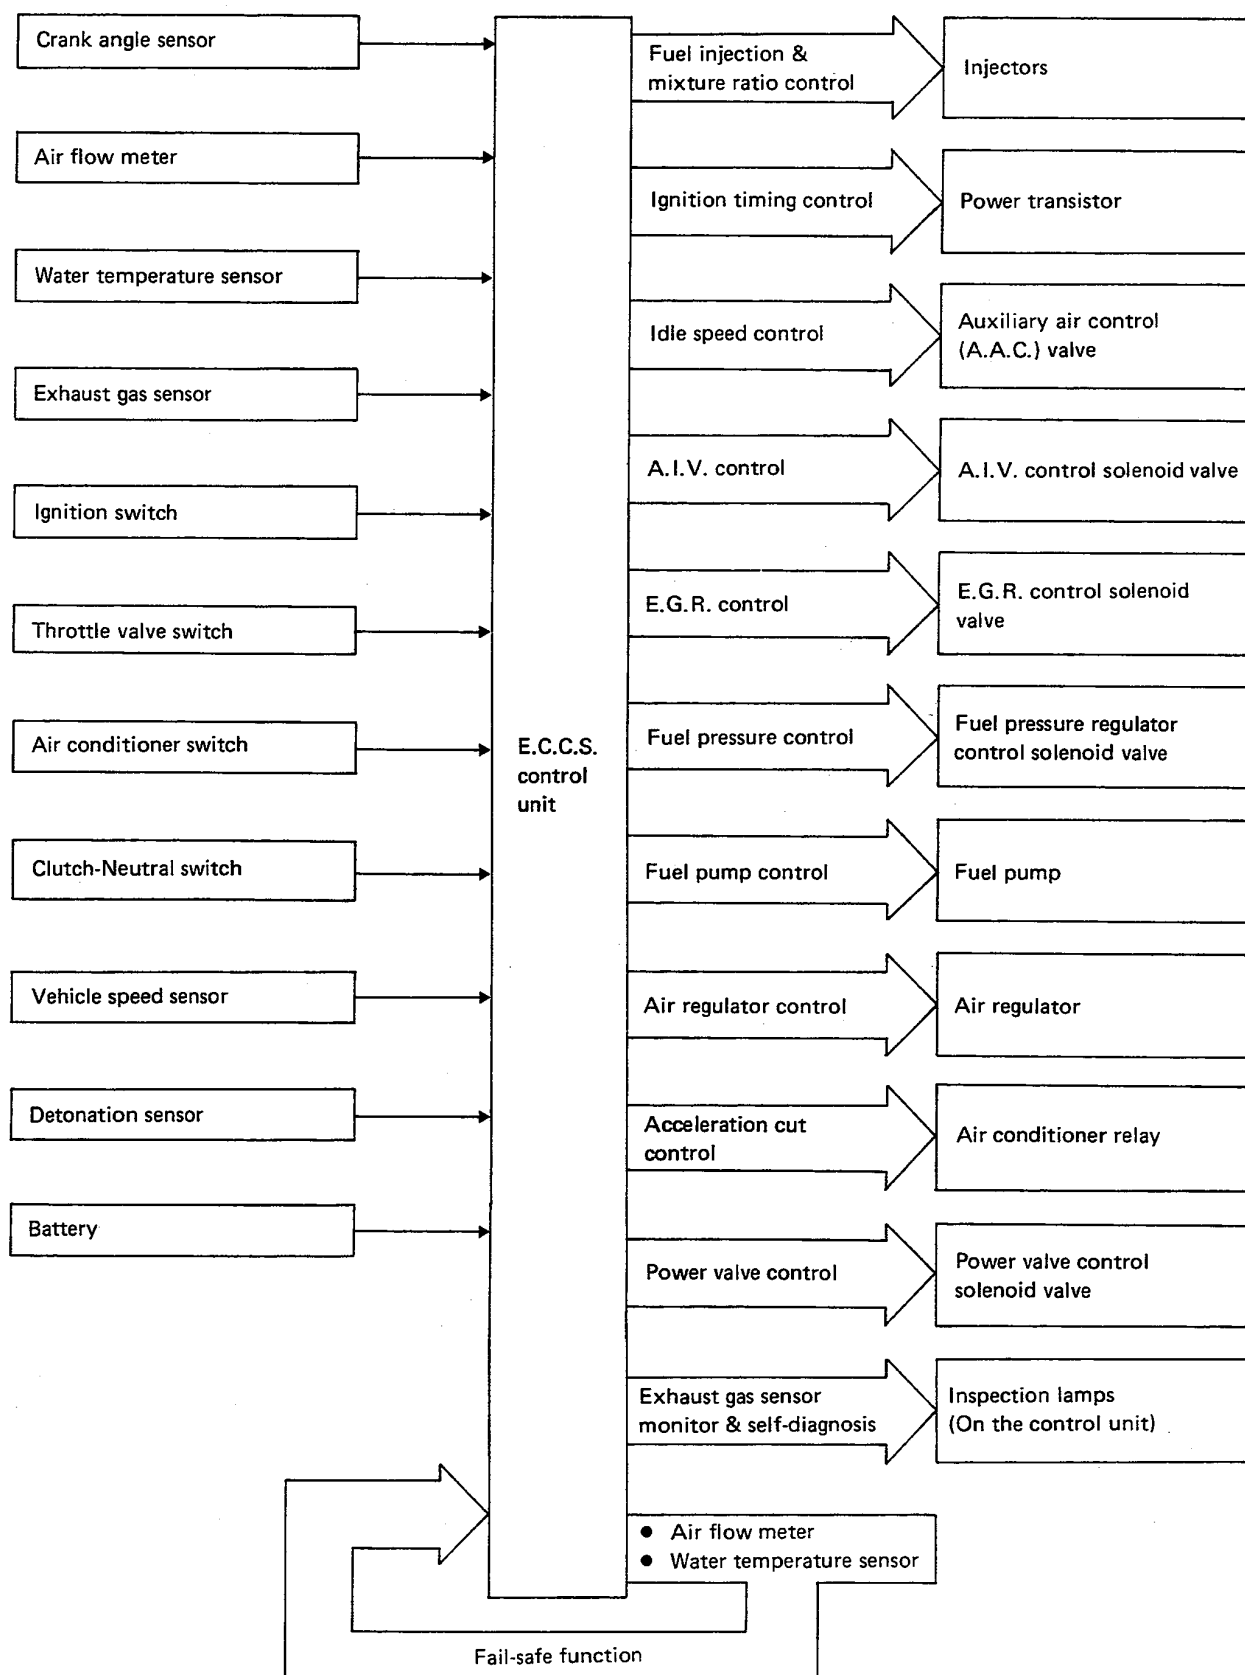 Crank angle sensor
Air flow meter
Water temperature sensor
Exhaust gas sensor
Ignition switch
Throttle valve switch
Air conditioner switch
Clutch-Neutral switch
Vehicle speed sensor
Detonation sensor
Battery
E.C.C.S.
control
unit
Fuel injection &
mixture ratio control
Injectors
Ignition timing control
Power transistor
Idle speed control
Auxiliary air control
(A.A.C.) valve
A.I.V. control
A.I.V. control solenoid valve
E.G.R. control
E.G.R. control solenoid
valve
Fuel pressure control
Fuel pressure regulator
control solenoid valve
Fuel pump control
Fuel pump
Air regulator control
Air regulator
Acceleration cut
control
Air conditioner relay
Power valve control
Power valve control
solenoid valve
Exhaust gas sensor
monitor & self-diagnosis
Inspection lamps
(On the control unit)
● Air flow meter
● Water temperature sensor
Fail-safe function